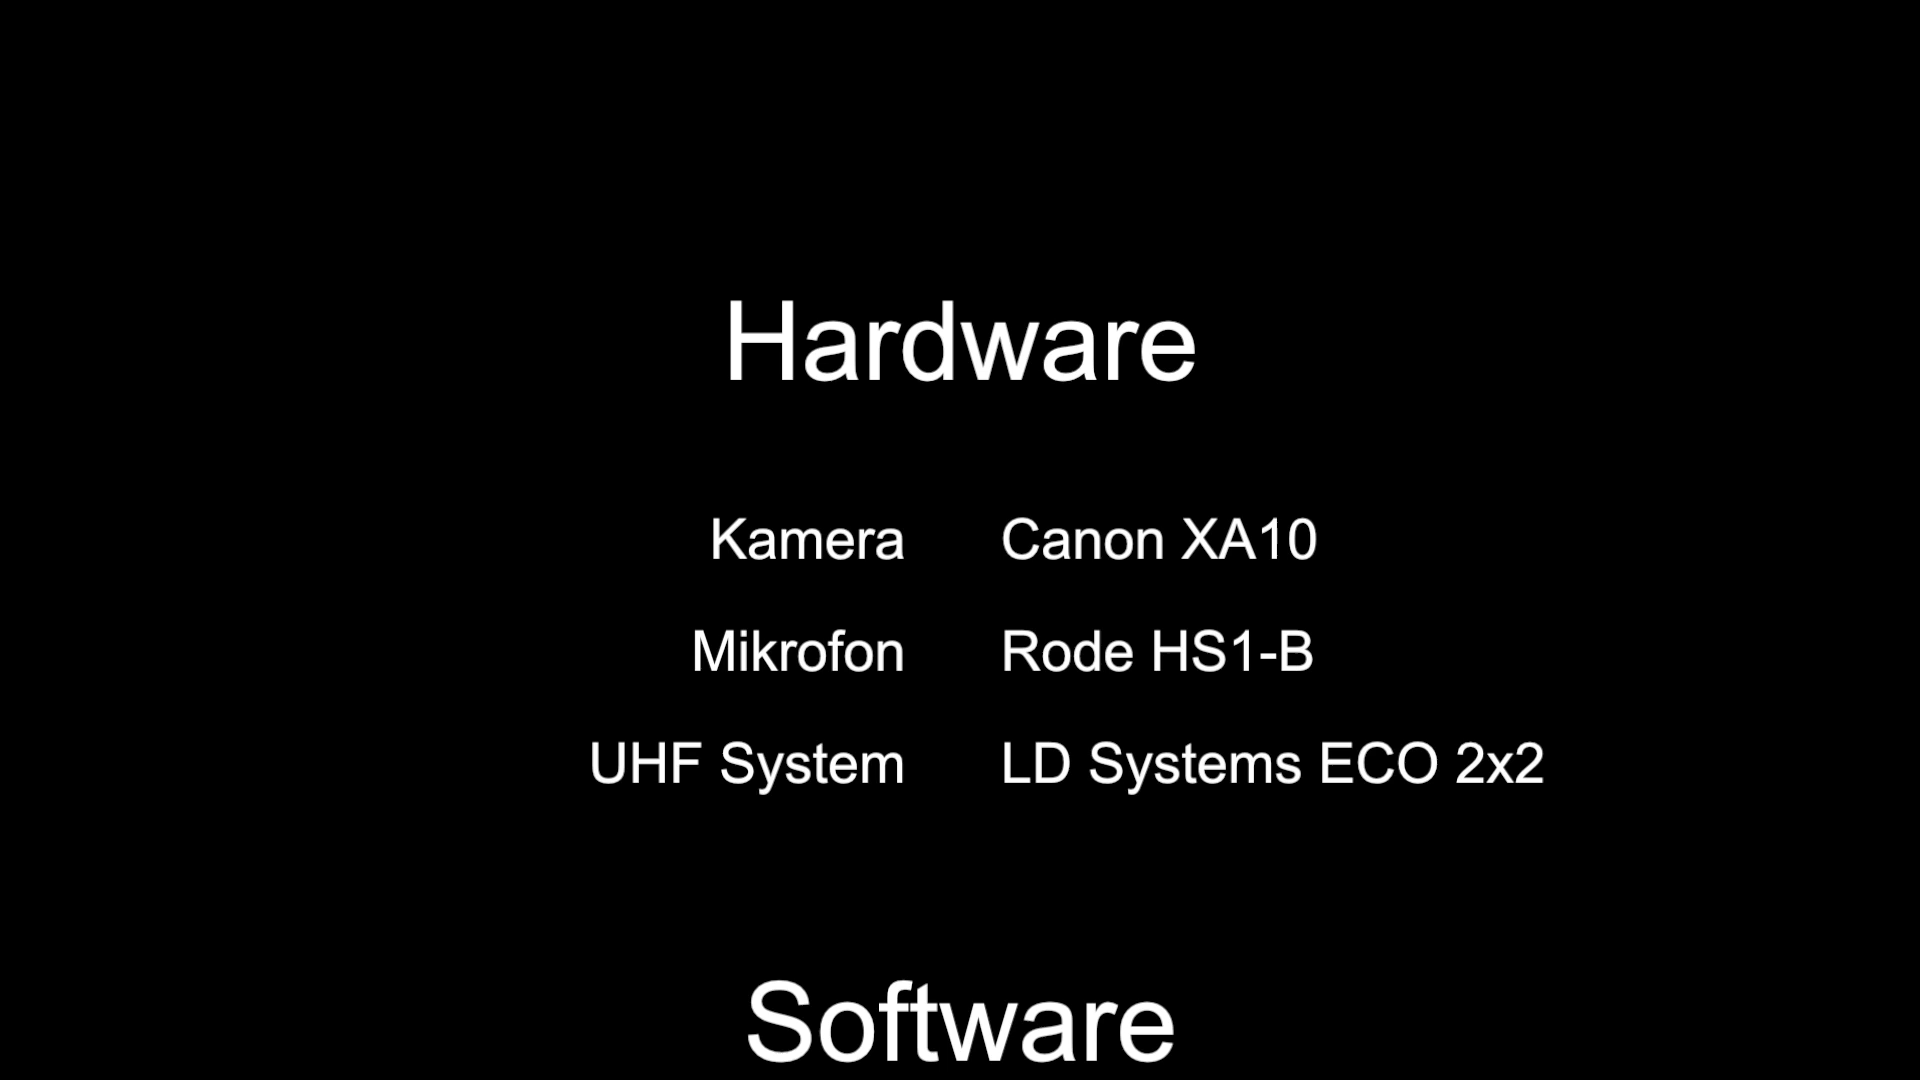 Hardware
Kamera Canon XA10
Mikrofon Rode HS1-B
UHF System LD Systems ECO 2x2
Software